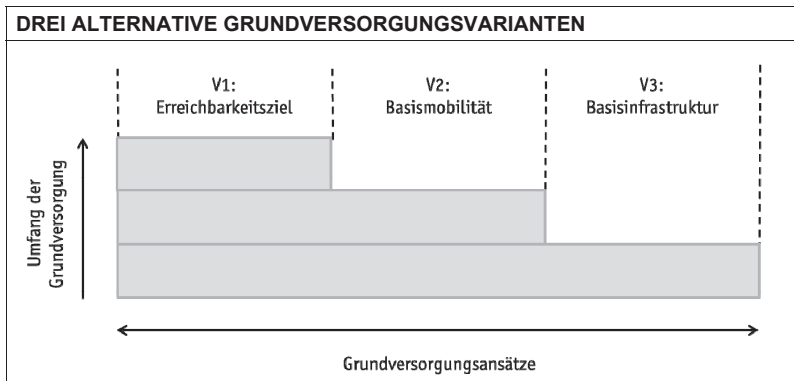 DREI ALTERNATIVE GRUNDVERSORGUNGSVARIANTEN
V1:
Erreichbarkeitsziel
V2:
Basismobilität
V3:
Basisinfrastruktur
Umfang der
Grundversorgung
Grundversorgungsansätze